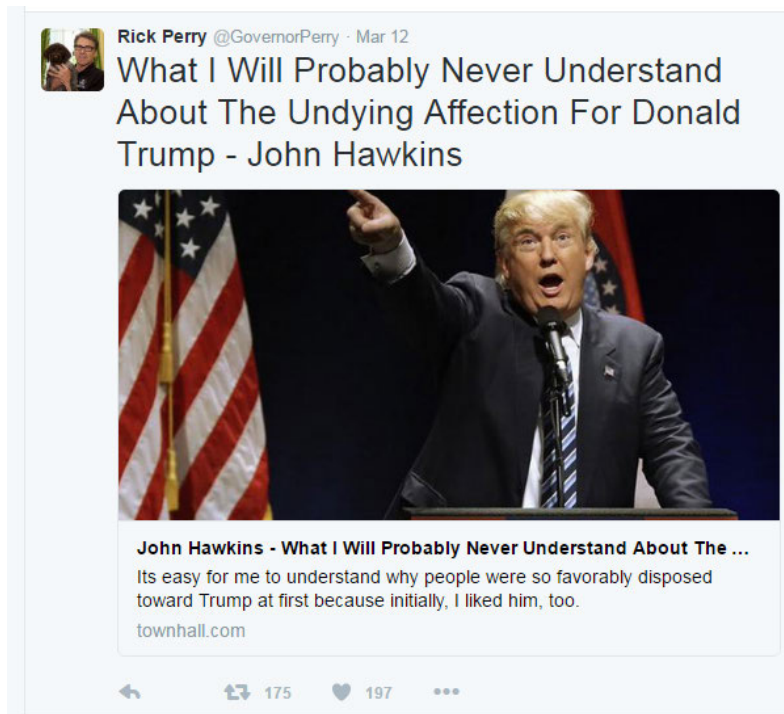 Rick Perry @GovernorPerry · Mar 12
What I Will Probably Never Understand
About The Undying Affection For Donald
Trump - John Hawkins
John Hawkins - What I Will Probably Never Understand About The ...
Its easy for me to understand why people were so favorably disposed
toward Trump at first because initially, I liked him, too.
townhall.com
175 197